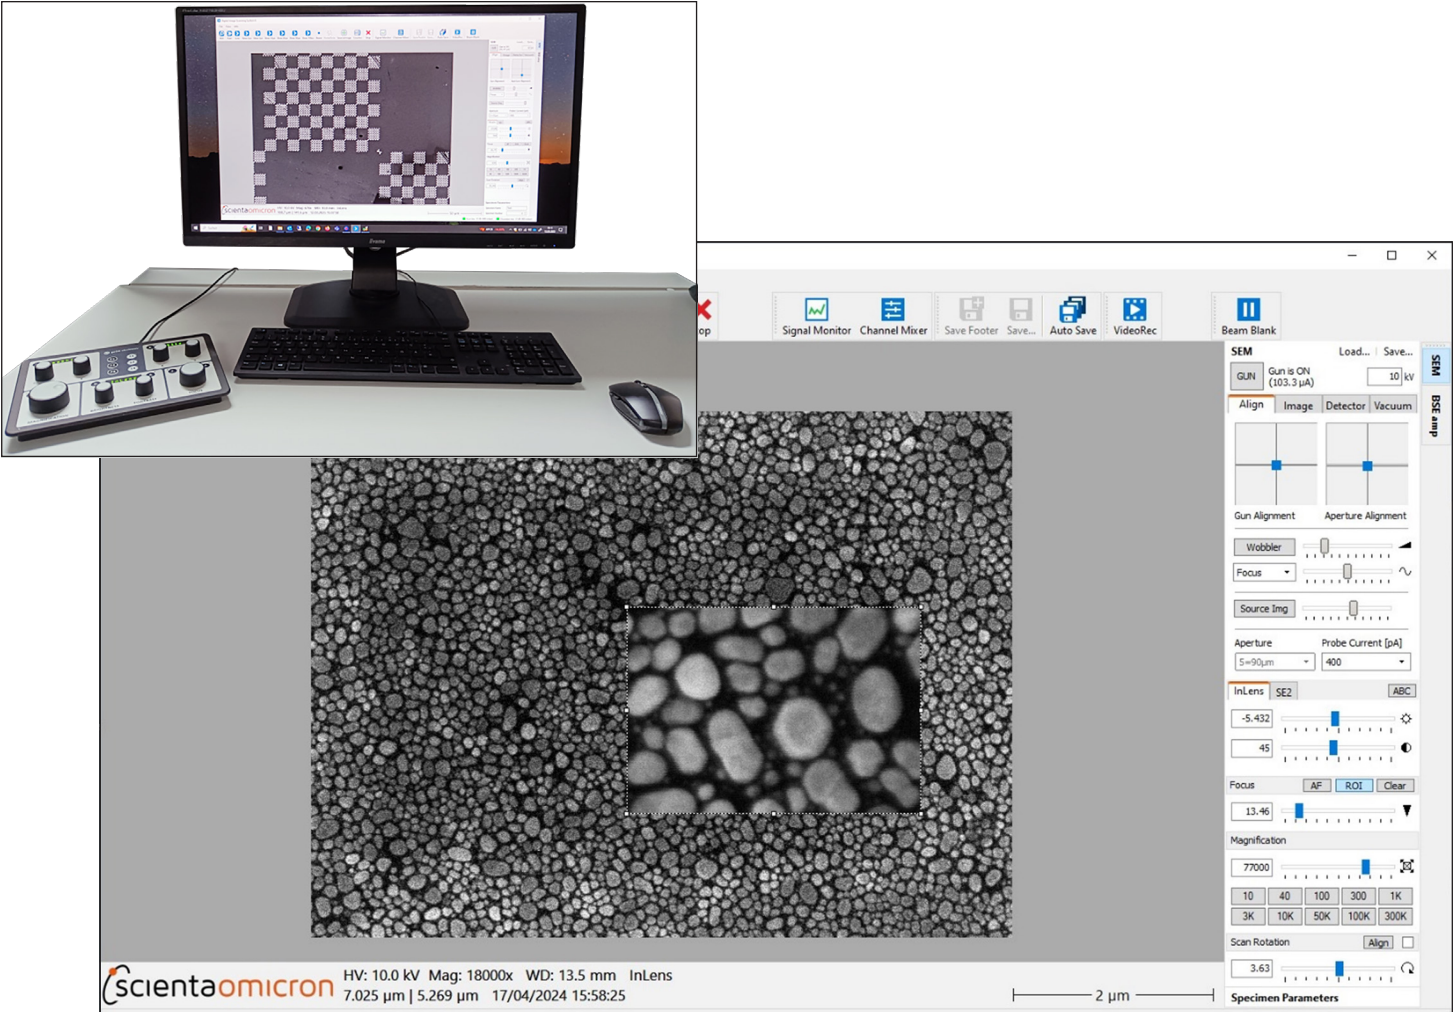 scientaomicron
iiyama
op
Signal Monitor
Channel Mixer
Save Footer
Save...
Auto Save
VideoRec
Beam Blank
SEM
Load...
Save...
SEM
BSE amp
GUN
Gun is ON
(103.3 µA)
10 kV
Align
Image
Detector
Vacuum
Gun Alignment
Aperture Alignment
Wobbler
Focus
Source Img
Aperture
Probe Current [pA]
5=90µm
400
InLens
SE2
ABC
-5.432
45
Focus
AF
ROI
Clear
13.46
Magnification
77000
10 40 100 300 1K
3K 10K 50K 100K 300K
Scan Rotation
Align
3.63
Specimen Parameters
scientaomicron
HV: 10.0 kV Mag: 18000x WD: 13.5 mm InLens
7.025 µm | 5.269 µm 17/04/2024 15:58:25
2 µm